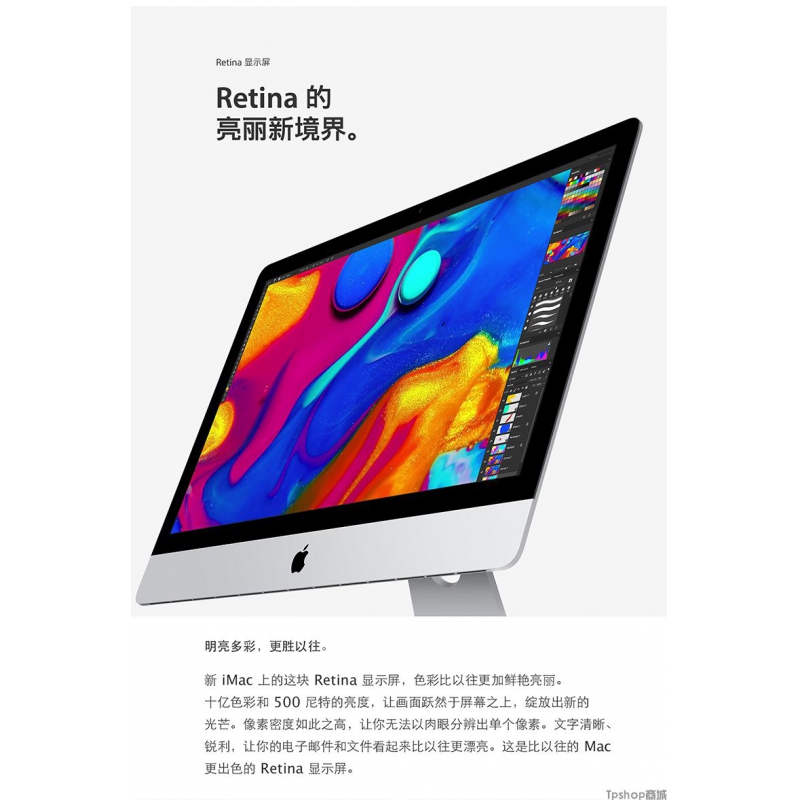 Retina 显示屏
Retina 的
亮丽新境界。
明亮多彩，更胜以往。
新 iMac 上的这块 Retina 显示屏，色彩比以往更加鲜艳亮丽。
十亿色彩和 500 尼特的亮度，让画面跃然于屏幕之上，绽放出新的
光芒。像素密度如此之高，让你无法以肉眼分辨出单个像素。文字清晰、
锐利，让你的电子邮件和文件看起来比以往更漂亮。这是比以往的 Mac
更出色的 Retina 显示屏。
Tpshop商城